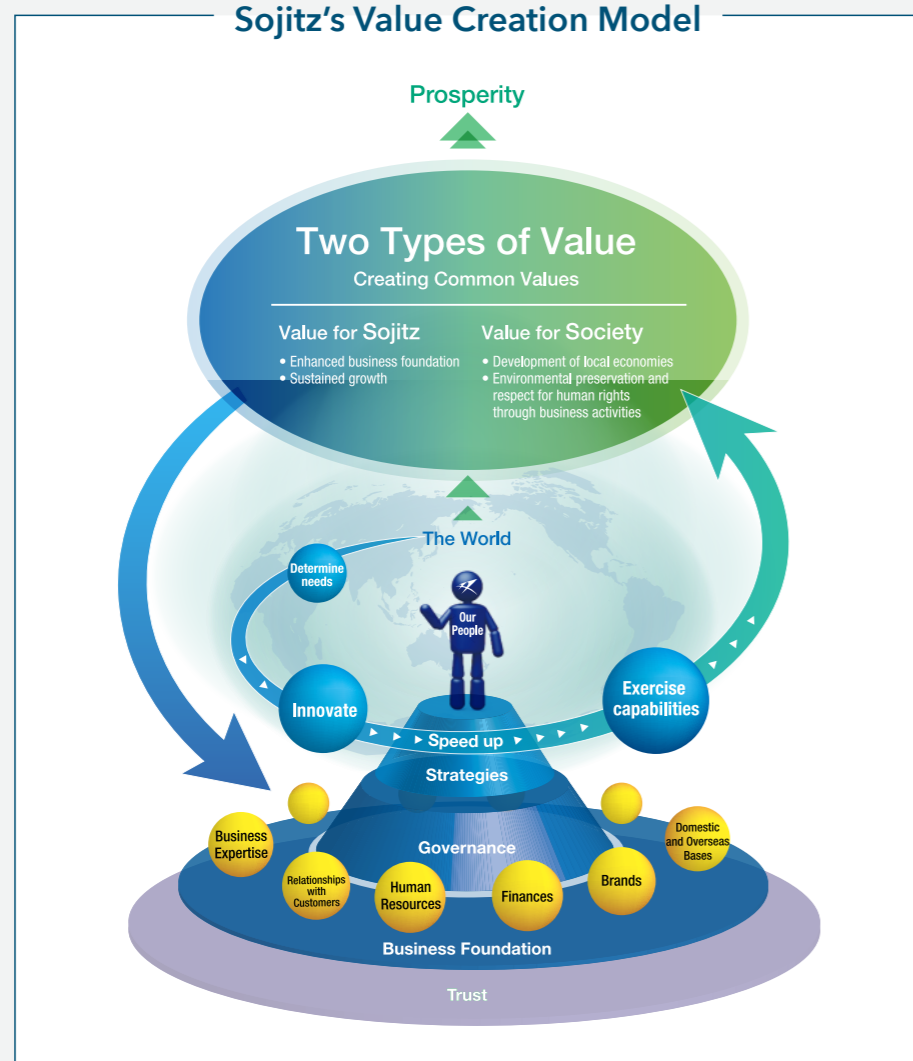 Sojitz's Value Creation Model
Prosperity
Two Types of Value
Creating Common Values
Value for Sojitz
• Enhanced business foundation
• Sustained growth
Value for Society
• Development of local economies
• Environmental preservation and
respect for human rights
through business activities
The World
Determine
needs
Our
People
Innovate
Exercise
capabilities
Speed up
Strategies
Governance
Business
Expertise
Relationships
with
Customers
Human
Resources
Finances
Brands
Domestic
and Overseas
Bases
Business Foundation
Trust